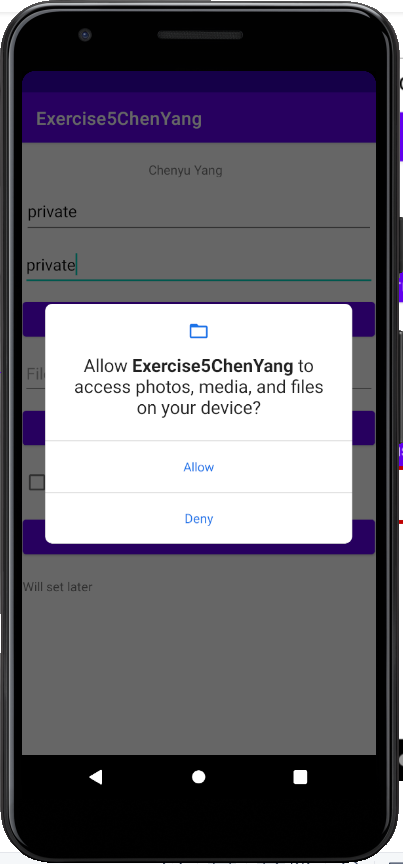 Exercise5ChenYang
Chenyu Yang
private
private
Allow Exercise5ChenYang to
access photos, media, and files
on your device?
Fil
Allow
Deny
Will set later